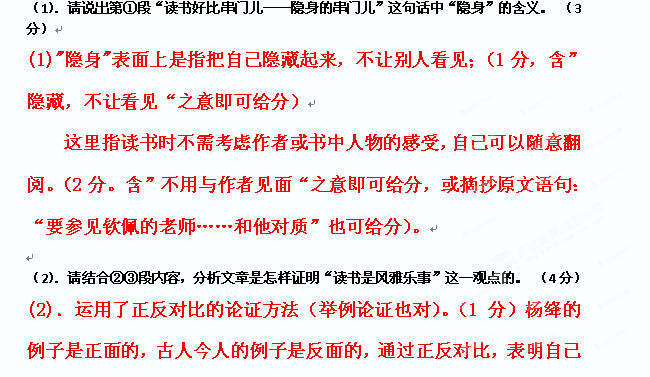 (1). 请说出第①段“读书好比串门儿——隐身的串门儿”这句话中“隐身”的含义。 (3
分)
(1)"隐身"表面上是指把自己隐藏起来，不让别人看见；(1 分，含”
隐藏，不让看见“之意即可给分)
这里指读书时不需考虑作者或书中人物的感受，自己可以随意翻
阅。(2 分。含”不用与作者见面“之意即可给分，或摘抄原文语句：
“要参见钦佩的老师……和他对质”也可给分)。
(2). 请结合②③段内容，分析文章是怎样证明“读书是风雅乐事”这一观点的。 (4 分)
(2). 运用了正反对比的论证方法（举例论证也对）。(1 分）杨绛的
例子是正面的，古人今人的例子是反面的，通过正反对比，表明自己